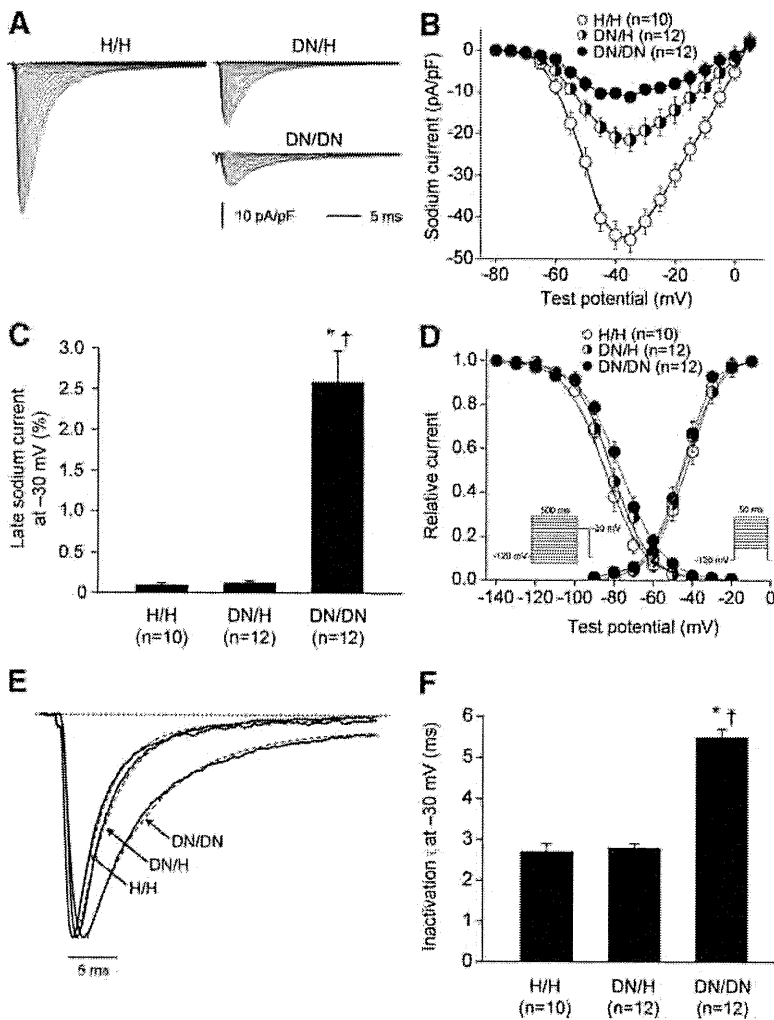 A
H/H
DN/H
DN/DN
10 pA/pF
5 ms
B
H/H (n=10)
DN/H (n=12)
DN/DN (n=12)
0
-10
-20
-30
-40
-50
Sodium current (pA/pF)
-80
-60
-40
-20
0
Test potential (mV)
C
3.0
2.5
2.0
1.5
1.0
0.5
0
Late sodium current
at -30 mV (%)
* †
H/H
(n=10)
DN/H
(n=12)
DN/DN
(n=12)
D
H/H (n=10)
DN/H (n=12)
DN/DN (n=12)
1.0
0.8
0.6
0.4
0.2
0.0
Relative current
500 ms
-120 mV
50 ms
-140
-120
-100
-80
-60
-40
-20
0
Test potential (mV)
E
DN/DN
DN/H
H/H
5 ms
F
6
5
4
3
2
1
0
Inactivation at -30 mV (ms)
* †
H/H
(n=10)
DN/H
(n=12)
DN/DN
(n=12)